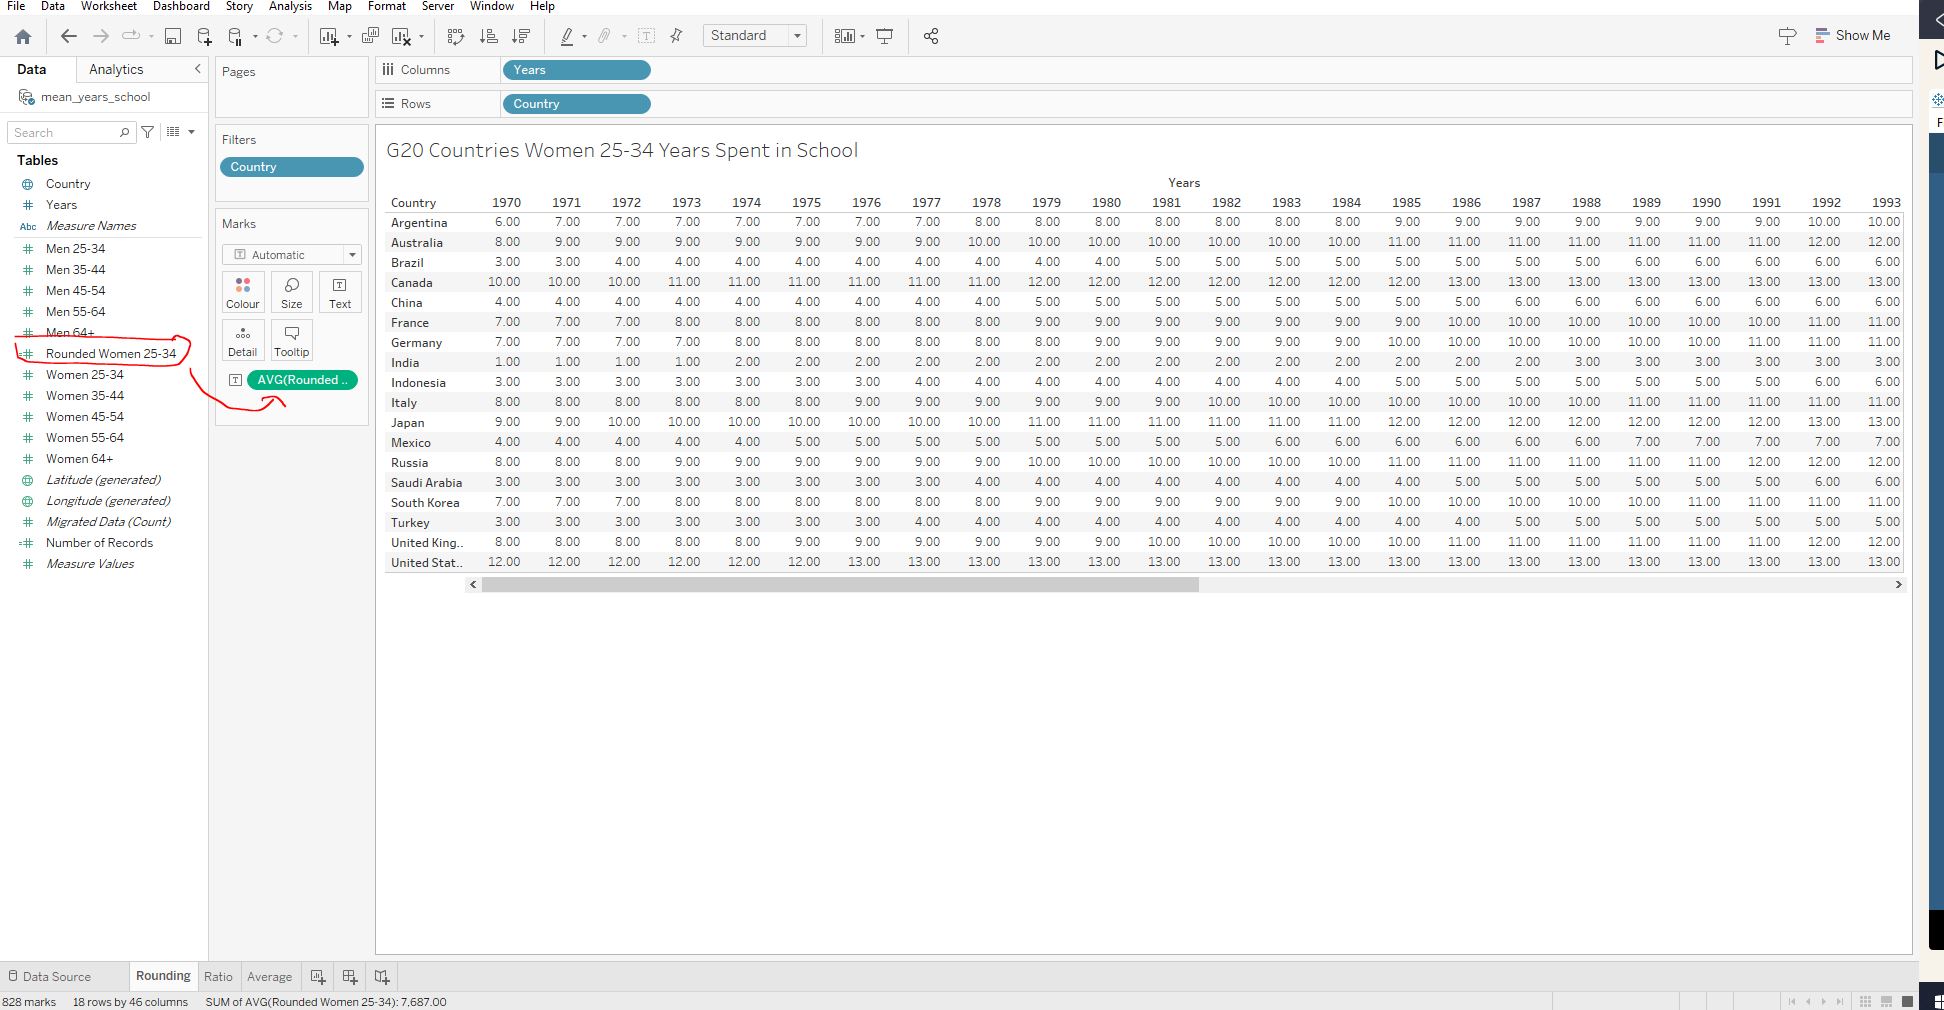 File Data Worksheet Dashboard Story Analysis Map Format Server Window Help
Standard Show Me
Data Analytics
mean_years_school
Search
Tables
Country
Years
Abc Measure Names
Men 25-34
Men 35-44
Men 45-54
Men 55-64
Men 64+
Rounded Women 25-34
Women 25-34
Women 35-44
Women 45-54
Women 55-64
Women 64+
Latitude (generated)
Longitude (generated)
Migrated Data (Count)
Number of Records
Measure Values
Pages
Filters
Country
Marks
Automatic
Colour Size Text
Detail Tooltip
AVG(Rounded ..
Columns Years
Rows Country
G20 Countries Women 25-34 Years Spent in School
Years
Country 1970 1971 1972 1973 1974 1975 1976 1977 1978 1979 1980 1981 1982 1983 1984 1985 1986 1987 1988 1989 1990 1991 1992 1993
Argentina 6.00 7.00 7.00 7.00 7.00 7.00 7.00 7.00 8.00 8.00 8.00 8.00 8.00 8.00 8.00 9.00 9.00 9.00 9.00 9.00 9.00 9.00 10.00 10.00
Australia 8.00 9.00 9.00 9.00 9.00 9.00 9.00 9.00 10.00 10.00 10.00 10.00 10.00 10.00 10.00 11.00 11.00 11.00 11.00 11.00 11.00 11.00 12.00 12.00
Brazil 3.00 3.00 4.00 4.00 4.00 4.00 4.00 4.00 4.00 4.00 4.00 5.00 5.00 5.00 5.00 5.00 5.00 5.00 5.00 6.00 6.00 6.00 6.00 6.00
Canada 10.00 10.00 10.00 11.00 11.00 11.00 11.00 11.00 11.00 12.00 12.00 12.00 12.00 12.00 12.00 12.00 13.00 13.00 13.00 13.00 13.00 13.00 13.00 13.00
China 4.00 4.00 4.00 4.00 4.00 4.00 4.00 4.00 4.00 5.00 5.00 5.00 5.00 5.00 5.00 5.00 5.00 6.00 6.00 6.00 6.00 6.00 6.00 6.00
France 7.00 7.00 7.00 8.00 8.00 8.00 8.00 8.00 8.00 9.00 9.00 9.00 9.00 9.00 9.00 10.00 10.00 10.00 10.00 10.00 10.00 10.00 11.00 11.00
Germany 7.00 7.00 7.00 7.00 8.00 8.00 8.00 8.00 8.00 8.00 9.00 9.00 9.00 9.00 9.00 10.00 10.00 10.00 10.00 10.00 10.00 11.00 11.00 11.00
India 1.00 1.00 1.00 1.00 2.00 2.00 2.00 2.00 2.00 2.00 2.00 2.00 2.00 2.00 2.00 2.00 2.00 2.00 3.00 3.00 3.00 3.00 3.00 3.00
Indonesia 3.00 3.00 3.00 3.00 3.00 3.00 3.00 4.00 4.00 4.00 4.00 4.00 4.00 4.00 4.00 5.00 5.00 5.00 5.00 5.00 5.00 5.00 6.00 6.00
Italy 8.00 8.00 8.00 8.00 8.00 8.00 9.00 9.00 9.00 9.00 9.00 9.00 10.00 10.00 10.00 10.00 10.00 10.00 10.00 11.00 11.00 11.00 11.00 11.00
Japan 9.00 9.00 10.00 10.00 10.00 10.00 10.00 10.00 10.00 11.00 11.00 11.00 11.00 11.00 11.00 12.00 12.00 12.00 12.00 12.00 12.00 12.00 13.00 13.00
Mexico 4.00 4.00 4.00 4.00 4.00 5.00 5.00 5.00 5.00 5.00 5.00 5.00 5.00 6.00 6.00 6.00 6.00 6.00 6.00 7.00 7.00 7.00 7.00 7.00
Russia 8.00 8.00 8.00 9.00 9.00 9.00 9.00 9.00 9.00 10.00 10.00 10.00 10.00 10.00 10.00 11.00 11.00 11.00 11.00 11.00 11.00 12.00 12.00 12.00
Saudi Arabia 3.00 3.00 3.00 3.00 3.00 3.00 3.00 3.00 4.00 4.00 4.00 4.00 4.00 4.00 4.00 4.00 5.00 5.00 5.00 5.00 5.00 5.00 6.00 6.00
South Korea 7.00 7.00 7.00 8.00 8.00 8.00 8.00 8.00 8.00 9.00 9.00 9.00 9.00 9.00 9.00 10.00 10.00 10.00 10.00 10.00 11.00 11.00 11.00 11.00
Turkey 3.00 3.00 3.00 3.00 3.00 3.00 3.00 4.00 4.00 4.00 4.00 4.00 4.00 4.00 4.00 4.00 4.00 5.00 5.00 5.00 5.00 5.00 5.00 5.00
United King.. 8.00 8.00 8.00 8.00 8.00 9.00 9.00 9.00 9.00 9.00 9.00 10.00 10.00 10.00 10.00 10.00 11.00 11.00 11.00 11.00 11.00 11.00 12.00 12.00
United Stat.. 12.00 12.00 12.00 12.00 12.00 12.00 13.00 13.00 13.00 13.00 13.00 13.00 13.00 13.00 13.00 13.00 13.00 13.00 13.00 13.00 13.00 13.00 13.00 13.00
Data Source Rounding Ratio Average
828 marks 18 rows by 46 columns SUM of AVG(Rounded Women 25-34): 7,687.00